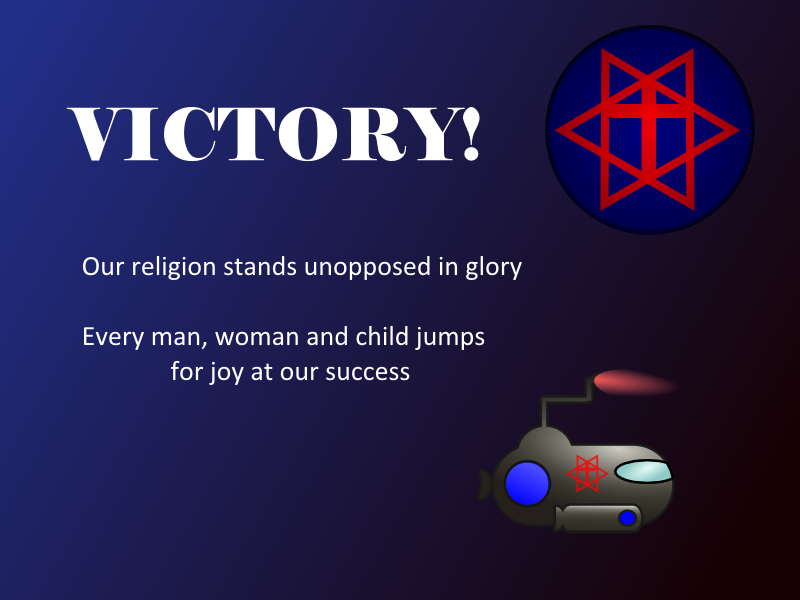 VICTORY!
Our religion stands unopposed in glory
Every man, woman and child jumps
for joy at our success